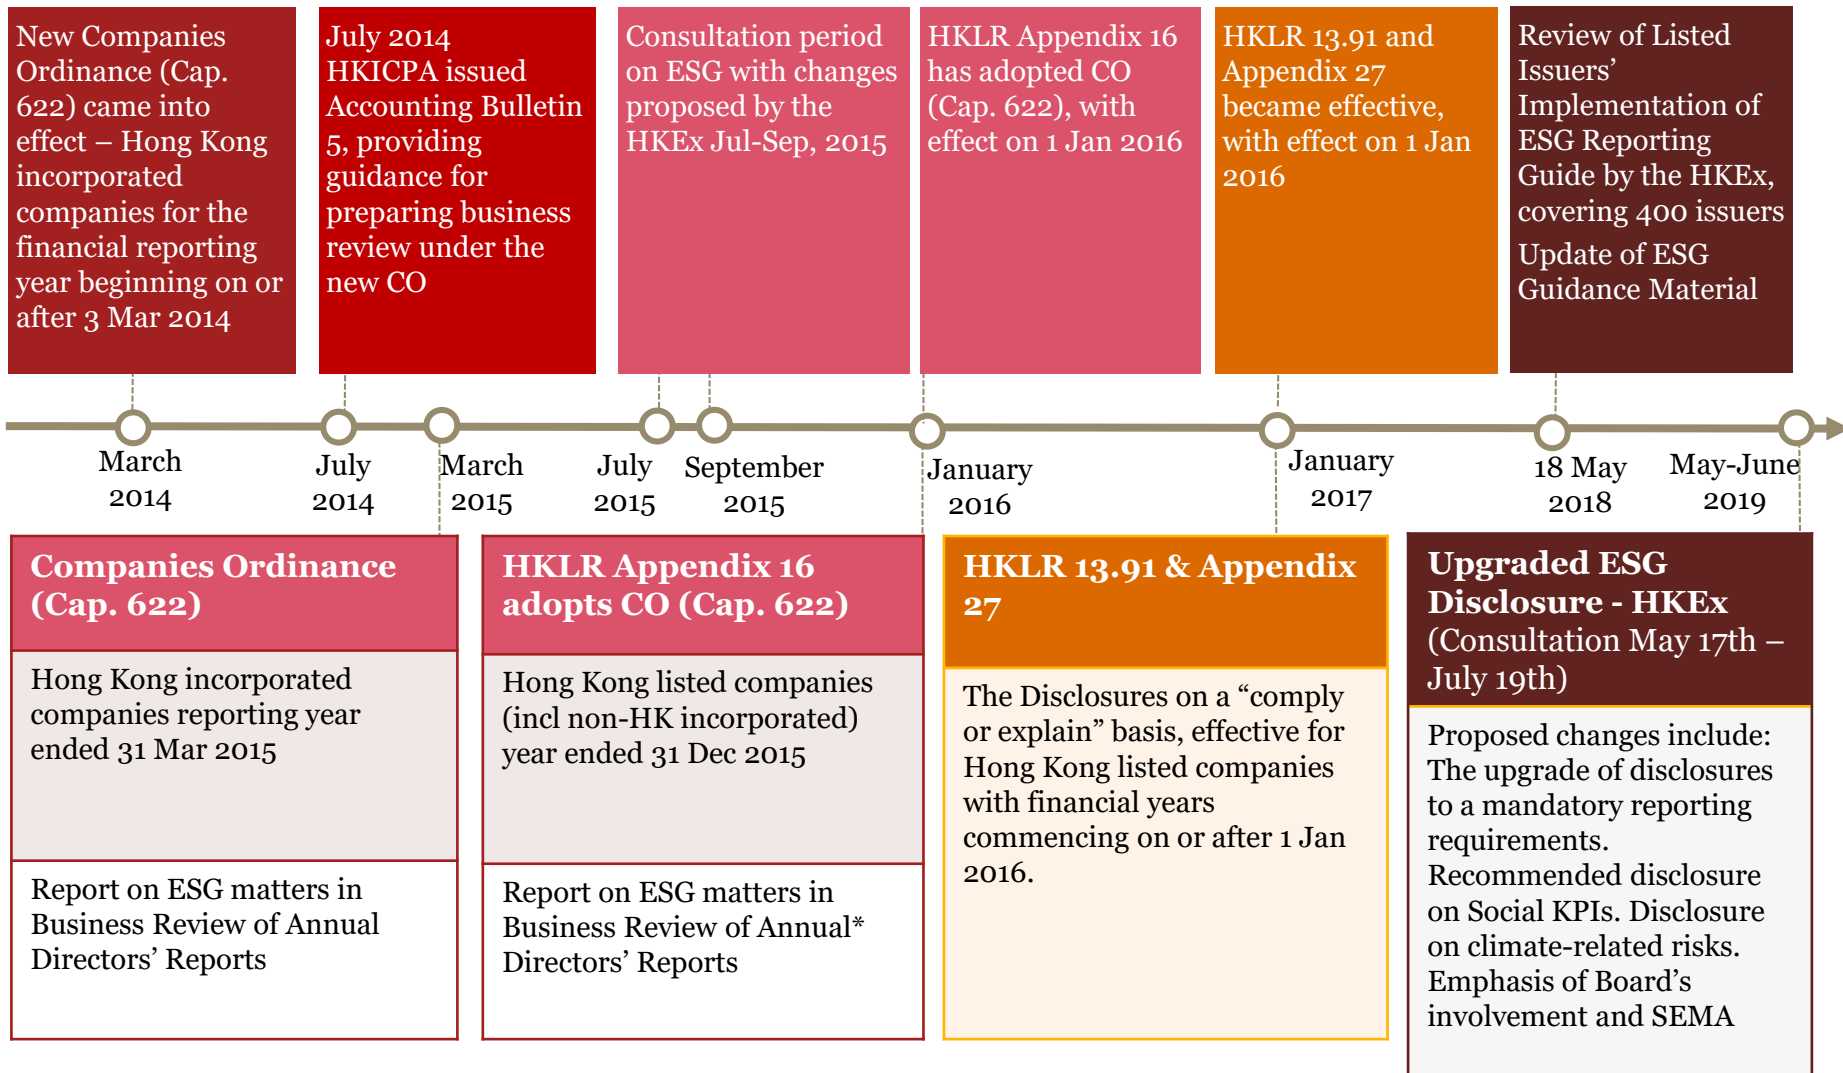 New Companies
Ordinance (Cap.
622) came into
effect – Hong Kong
incorporated
companies for the
financial reporting
year beginning on or
after 3 Mar 2014
July 2014
HKICPA issued
Accounting Bulletin
5, providing
guidance for
preparing business
review under the
new CO
Consultation period
on ESG with changes
proposed by the
HKEx Jul-Sep, 2015
HKLR Appendix 16
has adopted CO
(Cap. 622), with
effect on 1 Jan 2016
HKLR 13.91 and
Appendix 27
became effective,
with effect on 1 Jan
2016
Review of Listed
Issuers’
Implementation of
ESG Reporting
Guide by the HKEx,
covering 400 issuers
Update of ESG
Guidance Material
March
2014
July
2014
March
2015
July
2015
September
2015
January
2016
January
2017
18 May
2018
May-June
2019
Companies Ordinance
(Cap. 622)
Hong Kong incorporated
companies reporting year
ended 31 Mar 2015
Report on ESG matters in
Business Review of Annual
Directors’ Reports
HKLR Appendix 16
adopts CO (Cap. 622)
Hong Kong listed companies
(incl non-HK incorporated)
year ended 31 Dec 2015
Report on ESG matters in
Business Review of Annual*
Directors’ Reports
HKLR 13.91 & Appendix
27
The Disclosures on a “comply
or explain” basis, effective for
Hong Kong listed companies
with financial years
commencing on or after 1 Jan
2016.
Upgraded ESG
Disclosure - HKEx
(Consultation May 17th –
July 19th)
Proposed changes include:
The upgrade of disclosures
to a mandatory reporting
requirements.
Recommended disclosure
on Social KPIs. Disclosure
on climate-related risks.
Emphasis of Board’s
involvement and SEMA